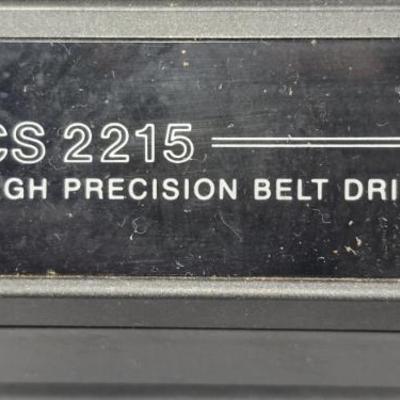 CS 2215
GH PRECISION BELT DRI